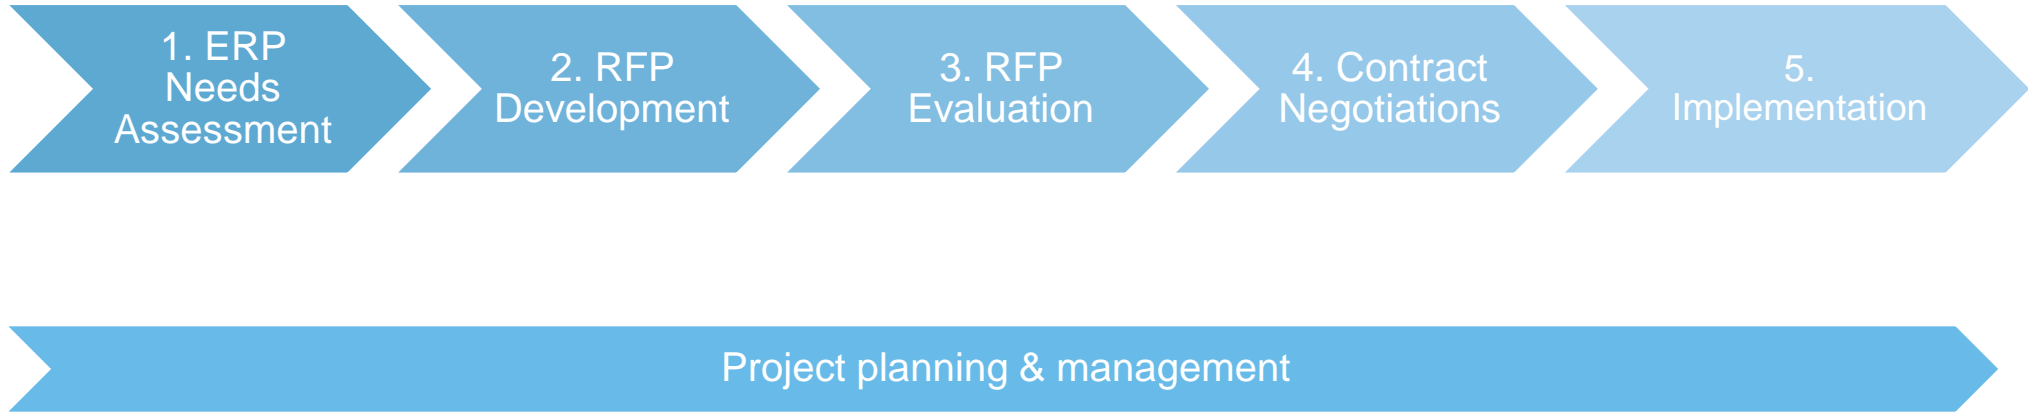 1. ERP
Needs
Assessment
2. RFP
Development
3. RFP
Evaluation
4. Contract
Negotiations
5.
Implementation
Project planning & management